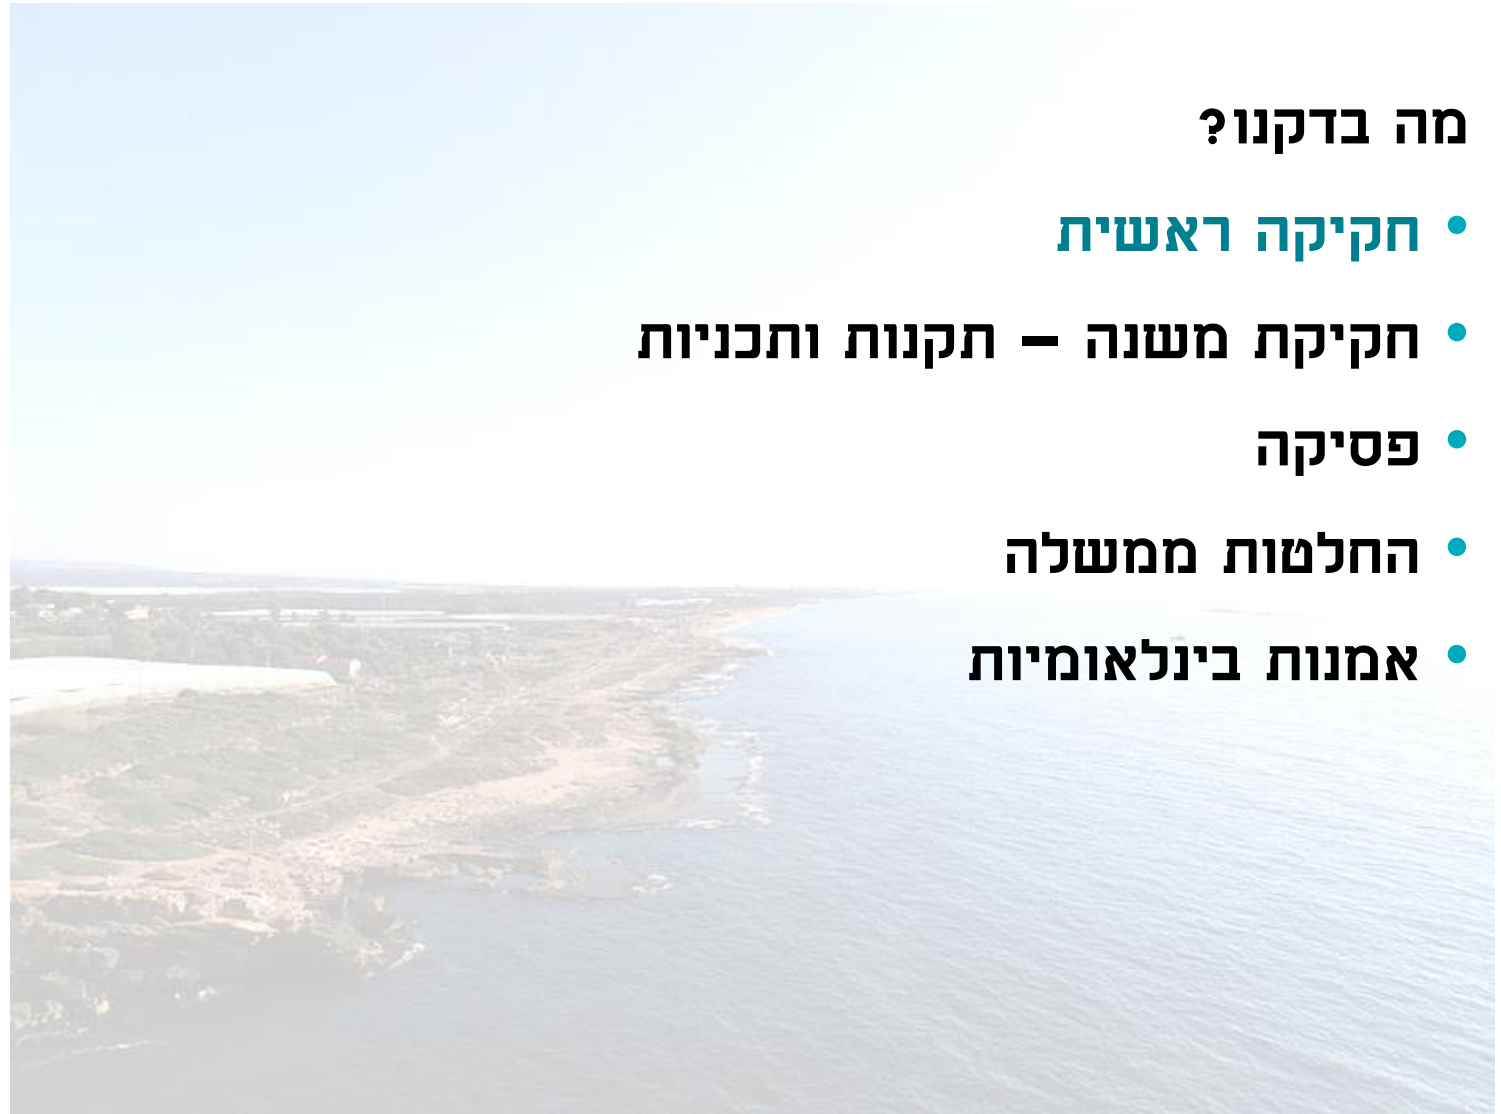 מה בדקנו?
• חקיקה ראשית
• חקיקת משנה – תקנות ותכניות
• פסיקה
• החלטות ממשלה
• אמנות בינלאומיות